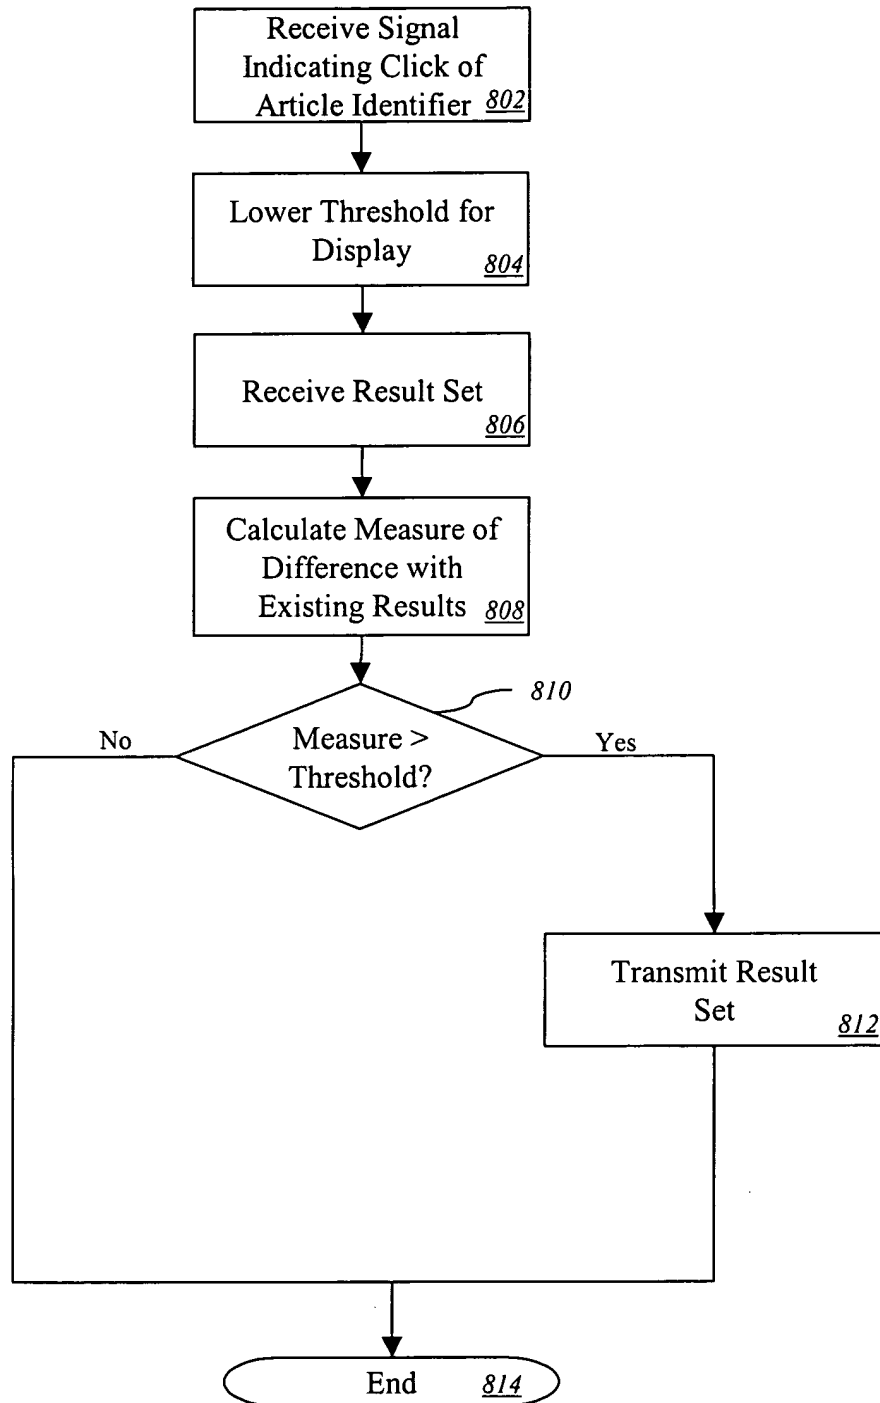 Receive Signal
Indicating Click of
Article Identifier 802
Lower Threshold for
Display
804
Receive Result Set
806
Calculate Measure of
Difference with
Existing Results 808
810
No
Measure >
Threshold?
Yes
Transmit Result
Set
812
End 814